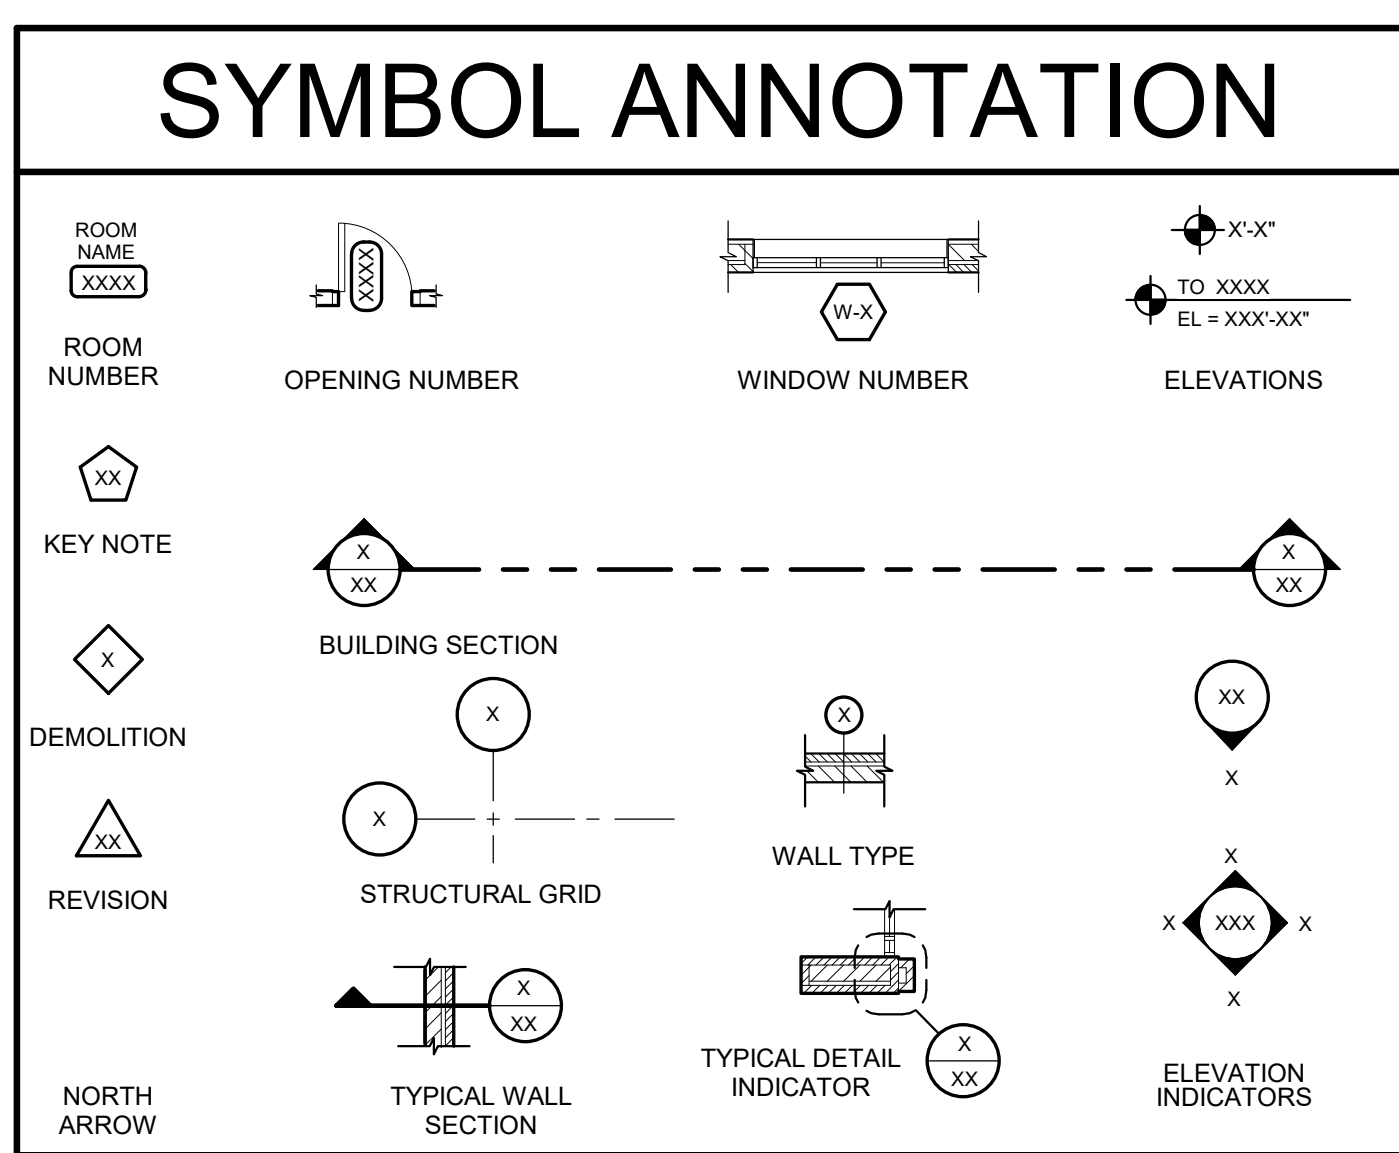 SYMBOL ANNOTATION
ROOM
NAME
XXXX
ROOM
NUMBER
XXXX
OPENING NUMBER
W-X
WINDOW NUMBER
X'-X"
TO XXXX
EL = XXX'-XX"
ELEVATIONS
XX
KEY NOTE
X
XX
X
XX
BUILDING SECTION
X
DEMOLITION
X
X
STRUCTURAL GRID
X
WALL TYPE
XX
X
XX
REVISION
X
X
XXX
X
X
ELEVATION
INDICATORS
NORTH
ARROW
X
XX
TYPICAL WALL
SECTION
X
XX
TYPICAL DETAIL
INDICATOR